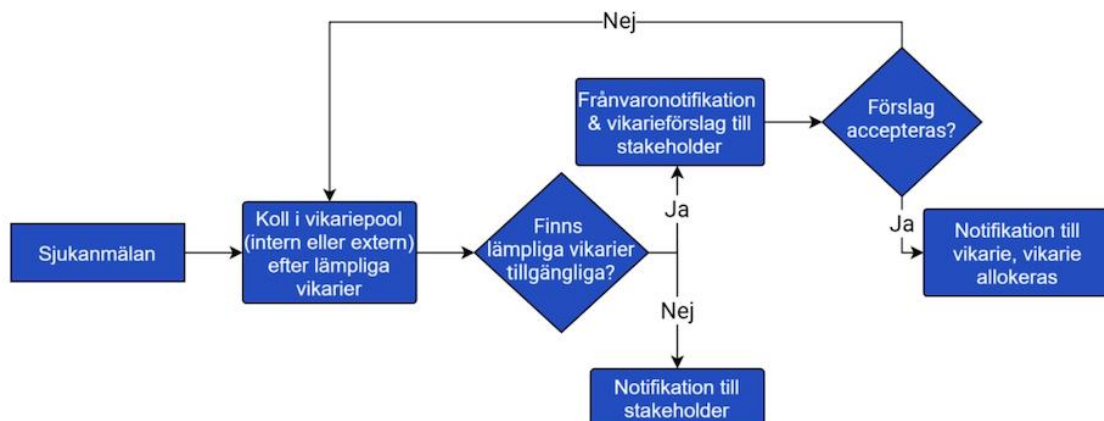 Nej
Frånvaronotifikation
& vikarieförslag till
stakeholder
Förslag
accepteras?
Sjukanmälan
Koll i vikariepool
(intern eller extern)
efter lämpliga
vikarier
Finns
lämpliga vikarier
tillgängliga?
Ja
Ja
Notifikation till
vikarie, vikarie
allokeras
Nej
Notifikation till
stakeholder